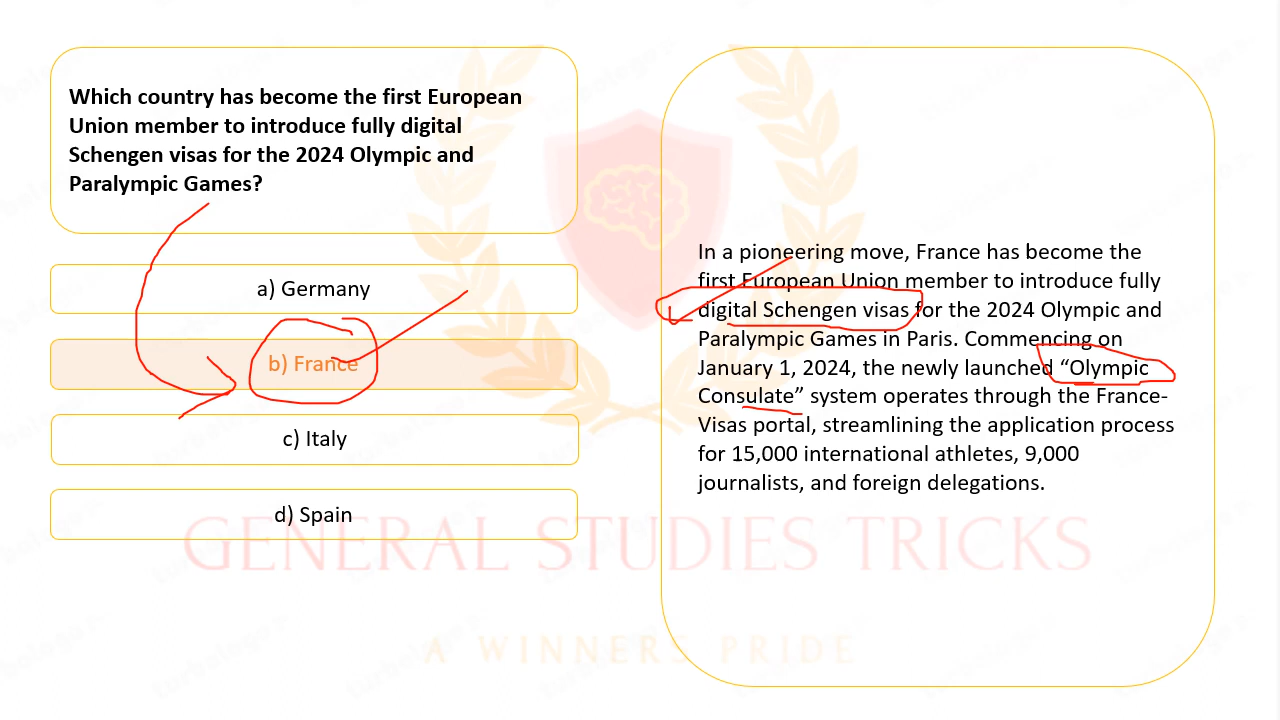 Which country has become the first European
Union member to introduce fully digital
Schengen visas for the 2024 Olympic and
Paralympic Games?
a) Germany
b) France
c) Italy
d) Spain
In a pioneering move, France has become the
first European Union member to introduce fully
digital Schengen visas for the 2024 Olympic and
Paralympic Games in Paris. Commencing on
January 1, 2024, the newly launched “Olympic
Consulate” system operates through the France-
Visas portal, streamlining the application process
for 15,000 international athletes, 9,000
journalists, and foreign delegations.
GENERAL STUDIES TRICKS
A WINNERS PRIDE